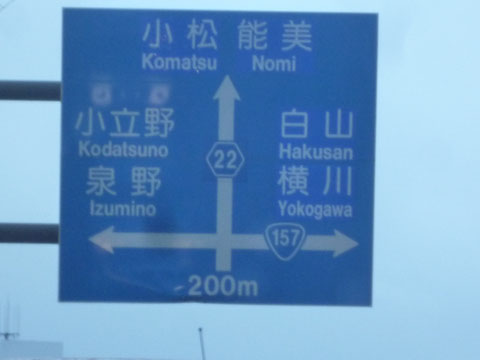 小松 能美
Komatsu Nomi
小立野
Kodatsuno
泉野
Izumino
22
白山
Hakusan
横川
Yokogawa
157
200m